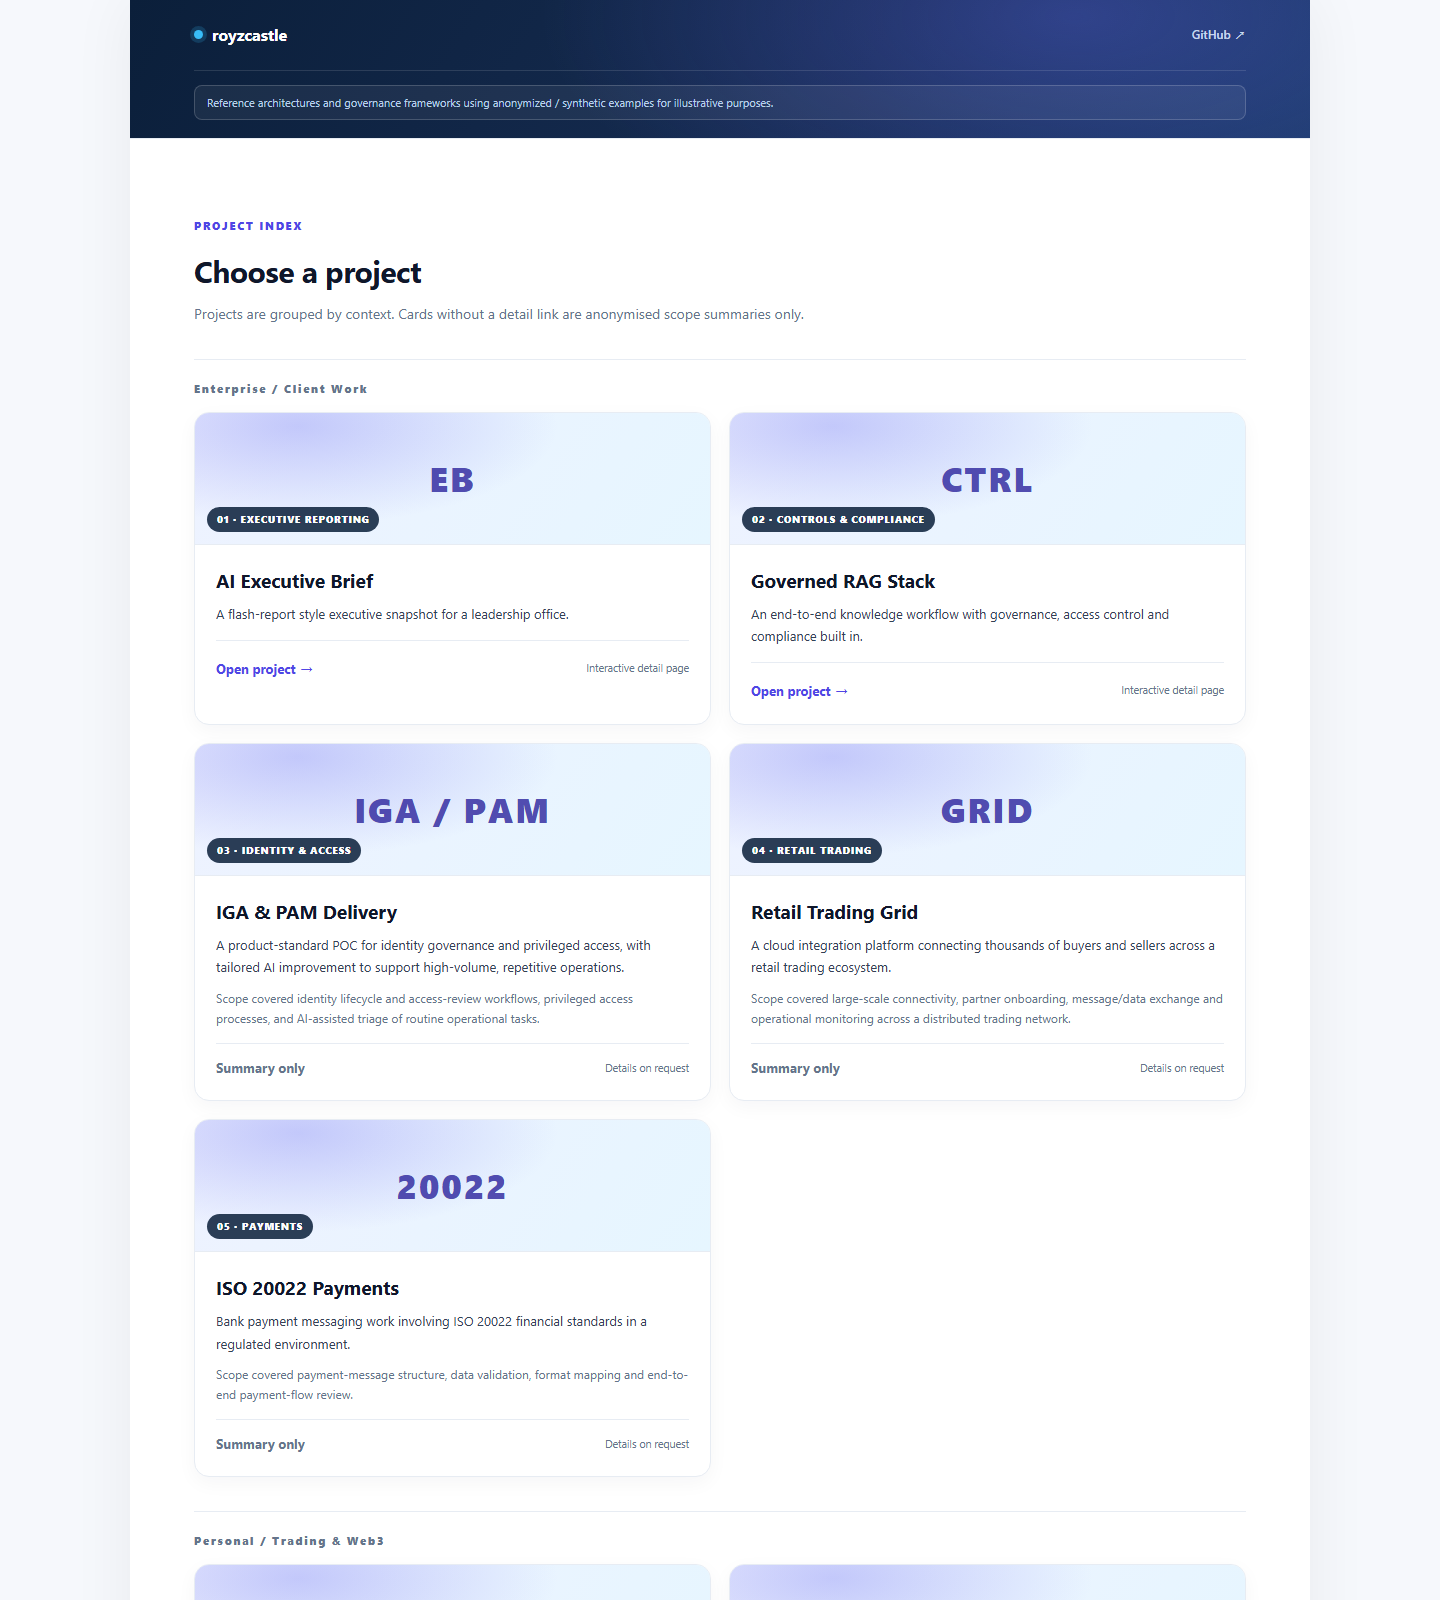 royzcastle
GitHub ↗
Reference architectures and governance frameworks using anonymized / synthetic examples for illustrative purposes.
PROJECT INDEX
Choose a project
Projects are grouped by context. Cards without a detail link are anonymised scope summaries only.
Enterprise / Client Work
EB
01 · EXECUTIVE REPORTING
AI Executive Brief
A flash-report style executive snapshot for a leadership office.
Open project →
Interactive detail page
CTRL
02 · CONTROLS & COMPLIANCE
Governed RAG Stack
An end-to-end knowledge workflow with governance, access control and
compliance built in.
Open project →
Interactive detail page
IGA / PAM
03 · IDENTITY & ACCESS
IGA & PAM Delivery
A product-standard POC for identity governance and privileged access, with
tailored AI improvement to support high-volume, repetitive operations.
Scope covered identity lifecycle and access-review workflows, privileged access
processes, and AI-assisted triage of routine operational tasks.
Summary only
Details on request
GRID
04 · RETAIL TRADING
Retail Trading Grid
A cloud integration platform connecting thousands of buyers and sellers across a
retail trading ecosystem.
Scope covered large-scale connectivity, partner onboarding, message/data exchange and
operational monitoring across a distributed trading network.
Summary only
Details on request
20022
05 · PAYMENTS
ISO 20022 Payments
Bank payment messaging work involving ISO 20022 financial standards in a
regulated environment.
Scope covered payment-message structure, data validation, format mapping and end-to-
end payment-flow review.
Summary only
Details on request
Personal / Trading & Web3